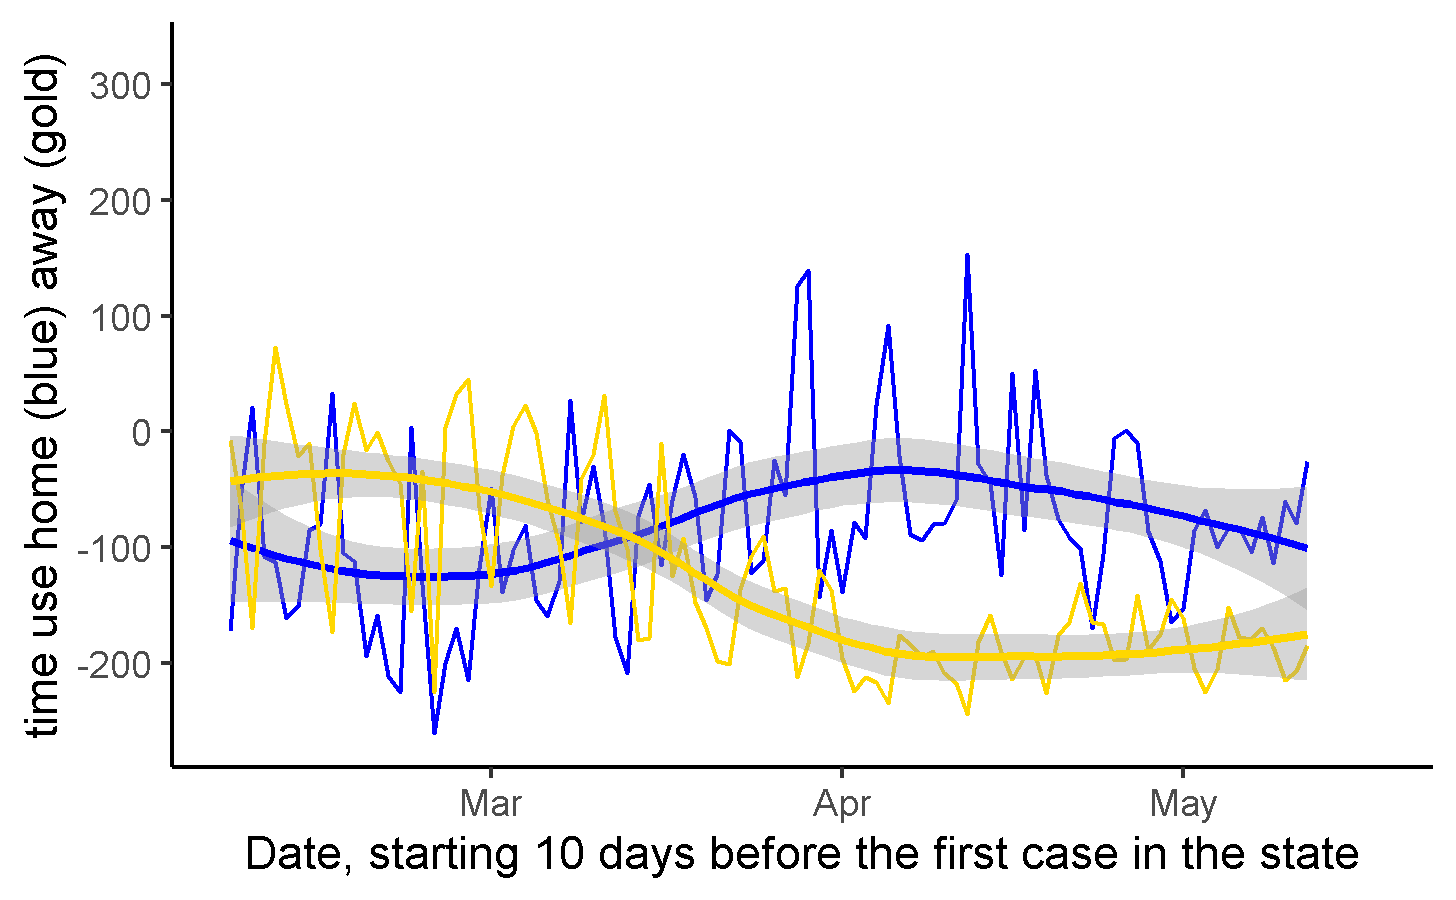 time use home (blue) away (gold)
300
200
100
0
-100
-200
Mar
Apr
May
Date, starting 10 days before the first case in the state